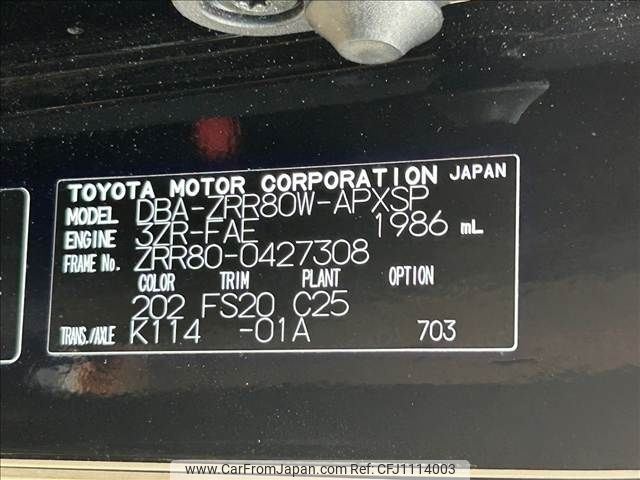 TOYOTA MOTOR CORPORATION JAPAN
MODEL DBA-ZRR80W-APXSP
ENGINE 3ZR-FAE 1986 mL
FRAME No. ZRR80-0427308
COLOR TRIM PLANT OPTION
202 FS20 C25
TRANS./AXLE K114 -01A 703
www.CarFromJapan.com CFJ1114003